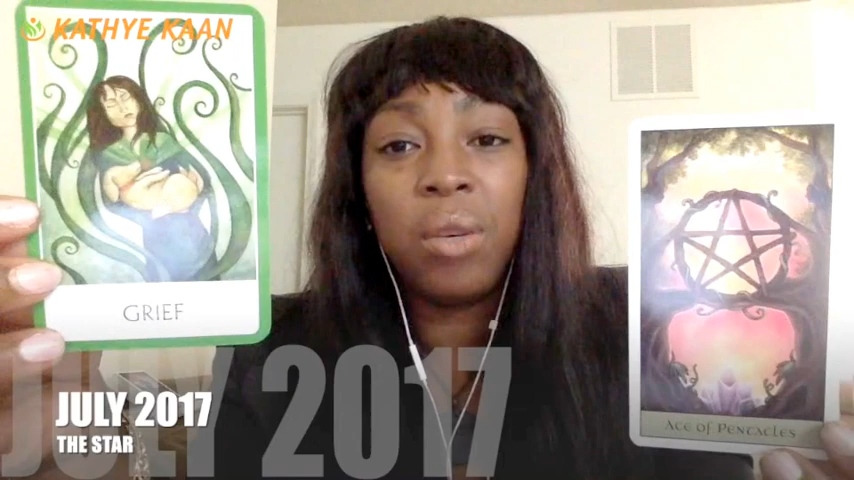 KATHYE KAAN
GRIEF
ACE OF PENTACLES
JULY 2017
JULY 2017
THE STAR